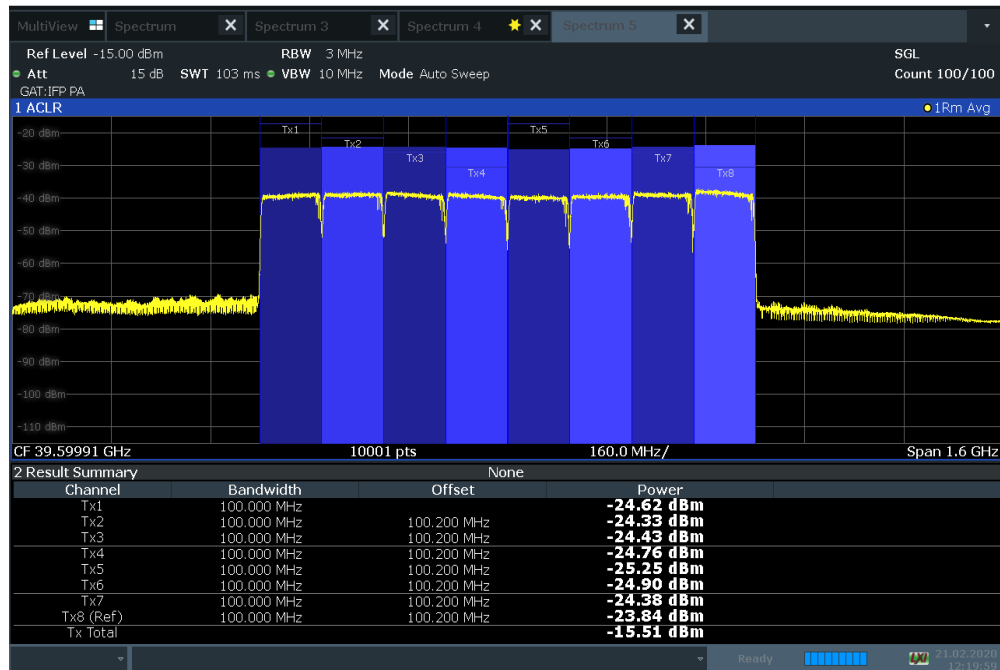 MultiView Spectrum X Spectrum 3 X Spectrum 4 X Spectrum 5 X
Ref Level -15.00 dBm RBW 3 MHz SGL
Att 15 dB SWT 103 ms VBW 10 MHz Mode Auto Sweep Count 100/100
GAT:IFP PA
1 ACLR 1Rm Avg
Tx1 Tx5
-20 dBm
Tx2 Tx6
Tx3 Tx7
-30 dBm
Tx4 Tx8
-40 dBm
-50 dBm
-60 dBm
-70 dBm
-80 dBm
-90 dBm
-100 dBm
-110 dBm
CF 39.59991 GHz 10001 pts 160.0 MHz/ Span 1.6 GHz
2 Result Summary None
Channel Bandwidth Offset Power
Tx1 100.000 MHz -24.62 dBm
Tx2 100.000 MHz 100.200 MHz -24.33 dBm
Tx3 100.000 MHz 100.200 MHz -24.43 dBm
Tx4 100.000 MHz 100.200 MHz -24.76 dBm
Tx5 100.000 MHz 100.200 MHz -25.25 dBm
Tx6 100.000 MHz 100.200 MHz -24.90 dBm
Tx7 100.000 MHz 100.200 MHz -24.38 dBm
Tx8 (Ref) 100.000 MHz 100.200 MHz -23.84 dBm
Tx Total -15.51 dBm
Ready 21.02.2020
12:19:50